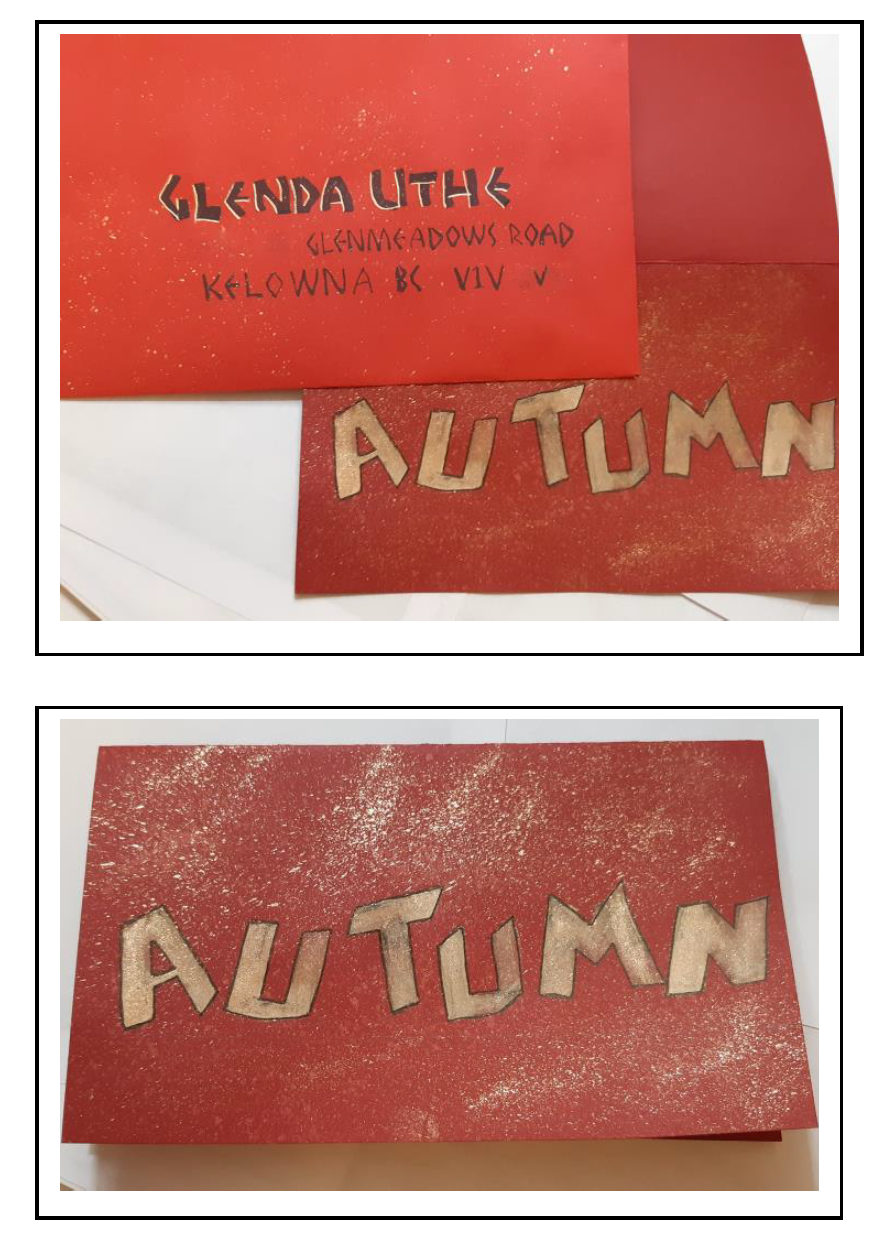 GLENDA UTHE
GLENMEADOWS ROAD
KELOWNA BC V1V V
AUTUMN
AUTUMN